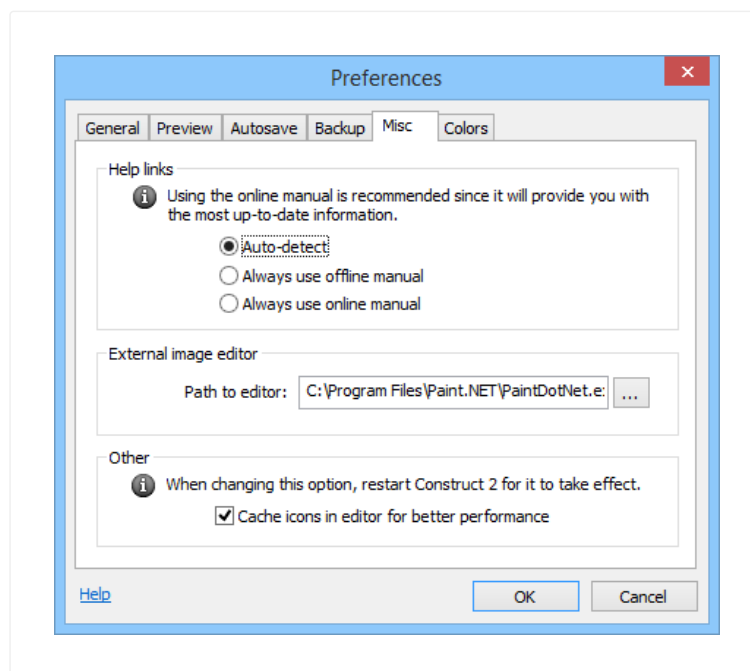 Preferences
General Preview Autosave Backup Misc Colors
Help links
Using the online manual is recommended since it will provide you with
the most up-to-date information.
Auto-detect
Always use offline manual
Always use online manual
External image editor
Path to editor: C:\Program Files\Paint.NET\PaintDotNet.e
...
Other
When changing this option, restart Construct 2 for it to take effect.
Cache icons in editor for better performance
Help OK Cancel